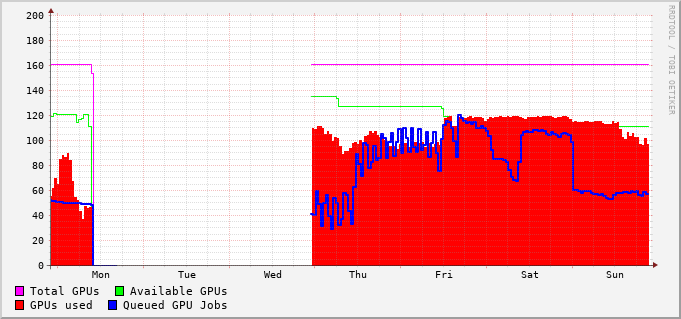 RRDTOOL / TOBI OETIKER
200
180
160
140
120
100
80
60
40
20
0
Mon Tue Wed Thu Fri Sat Sun
Total GPUs Available GPUs
GPUs used Queued GPU Jobs